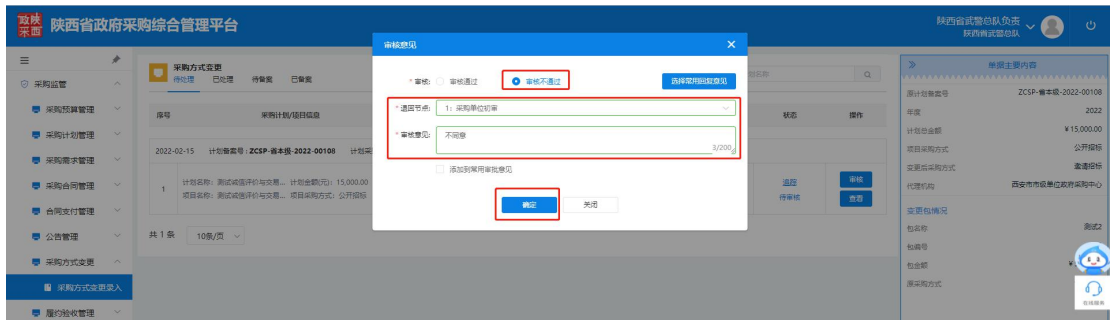 政陕
采西
陕西省政府采购综合管理平台
陕西省武警总队负责
陕西省武警总队
采购监管
采购预算管理
采购计划管理
采购需求管理
采购合同管理
合同支付管理
公告管理
采购方式变更
采购方式变更录入
履约验收管理
采购方式变更
待处理 已处理 待备案 已备案
序号 采购计划/项目信息 状态 操作
2022-02-15 计划备案号：ZCSP-省本级-2022-00108 计划采
1
计划名称：测试诚信评价与交易... 计划金额(元)：15,000.00
项目名称：测试诚信评价与交易... 项目采购方式：公开招标
追踪
待审核
审核
查看
共 1 条 10条/页
审核意见
* 审核: 审核通过 审核不通过 选择常用回复意见
* 退回节点: 1：采购单位初审
* 审核意见: 不同意
3/200
添加到常用审批意见
确定 关闭
单据主要内容
原计划备案号 ZCSP-省本级-2022-00108
年度 2022
计划总金额 ￥15,000.00
项目采购方式 公开招标
变更后采购方式 邀请招标
代理机构 西安市市级单位政府采购中心
变更包情况
包名称 测试2
包编号
包金额 ￥
原采购方式
在线服务